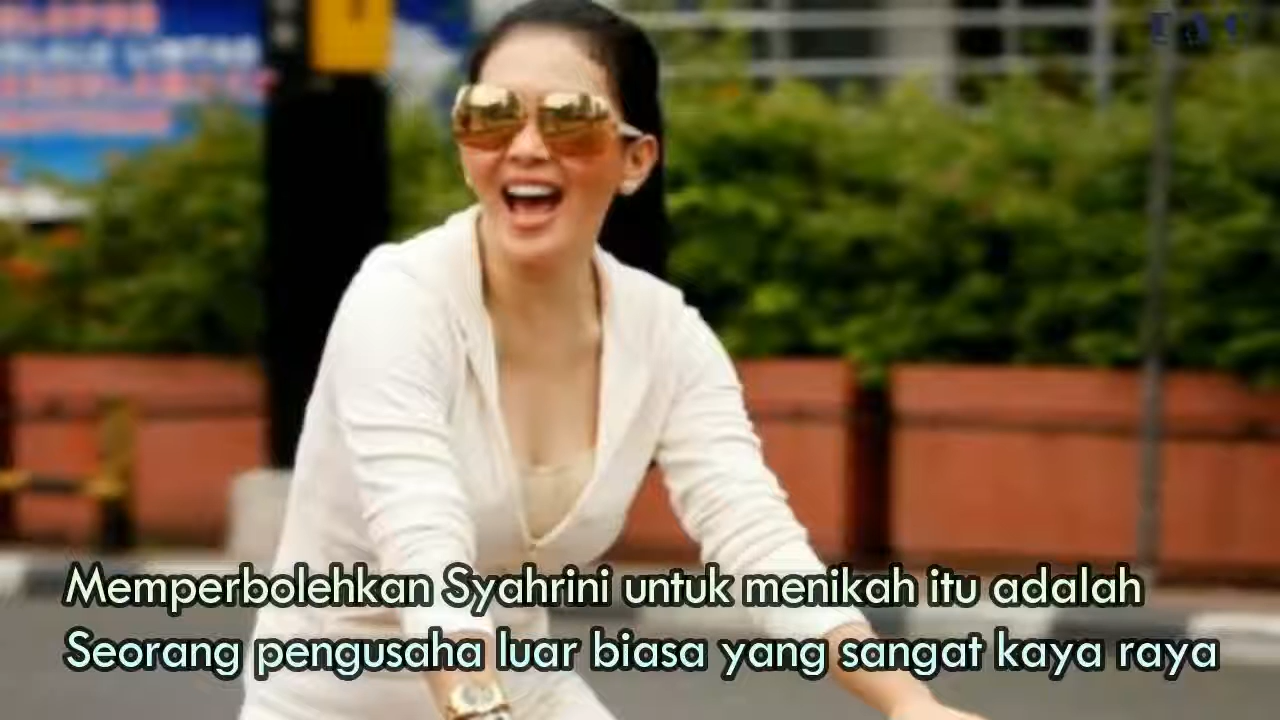 Memperbolehkan Syahrini untuk menikah itu adalah
Seorang pengusaha luar biasa yang sangat kaya raya